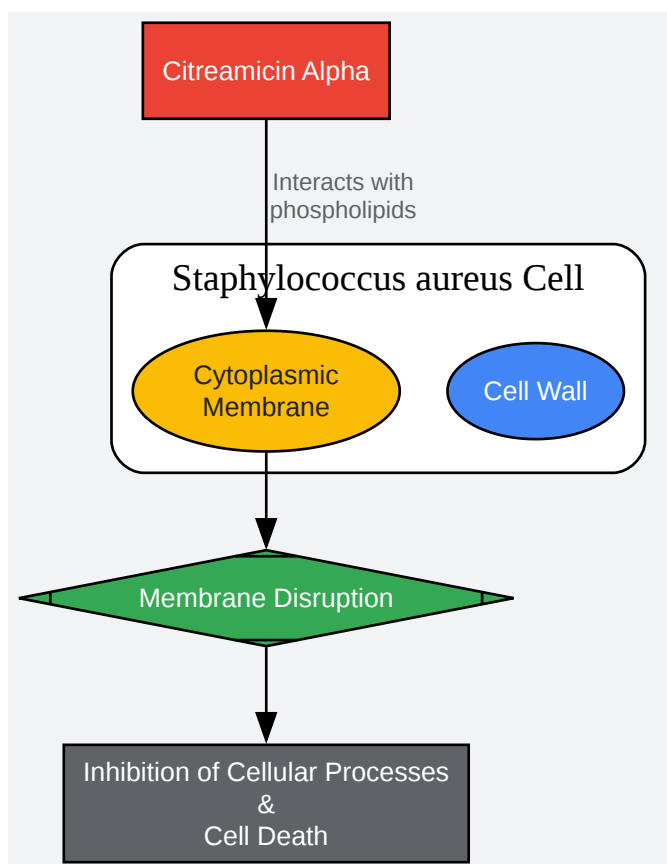 Citreamicin Alpha
Interacts with
phospholipids
Staphylococcus aureus Cell
Cytoplasmic
Membrane
Cell Wall
Membrane Disruption
Inhibition of Cellular Processes
&
Cell Death